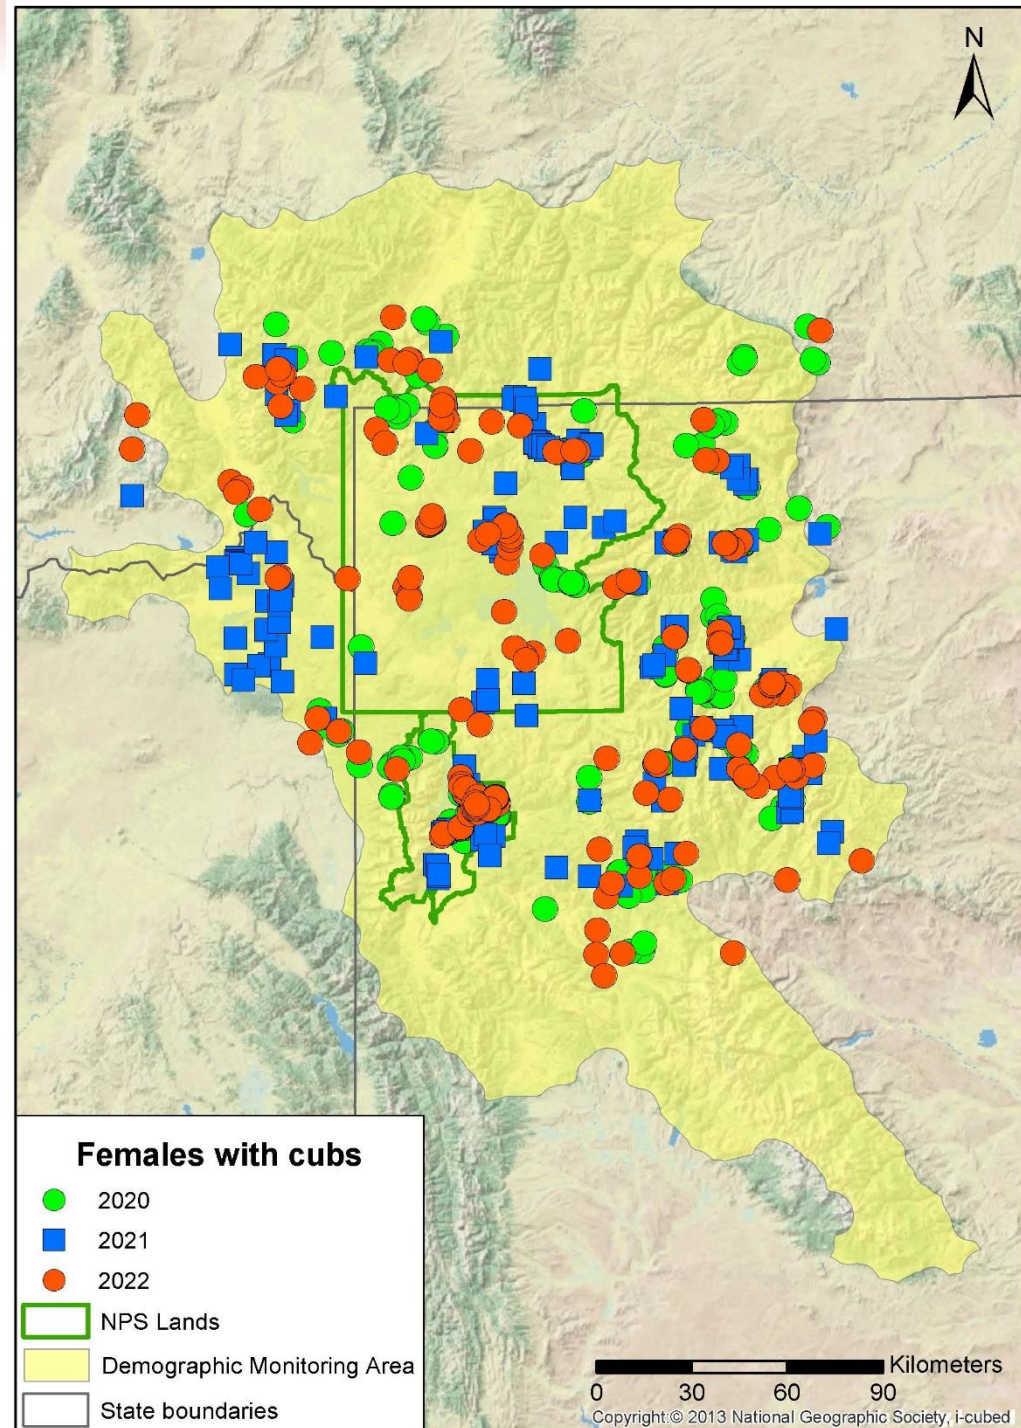 N
Females with cubs
2020
2021
2022
NPS Lands
Demographic Monitoring Area
State boundaries
Kilometers
0 30 60 90
Copyright:© 2013 National Geographic Society, i-cubed